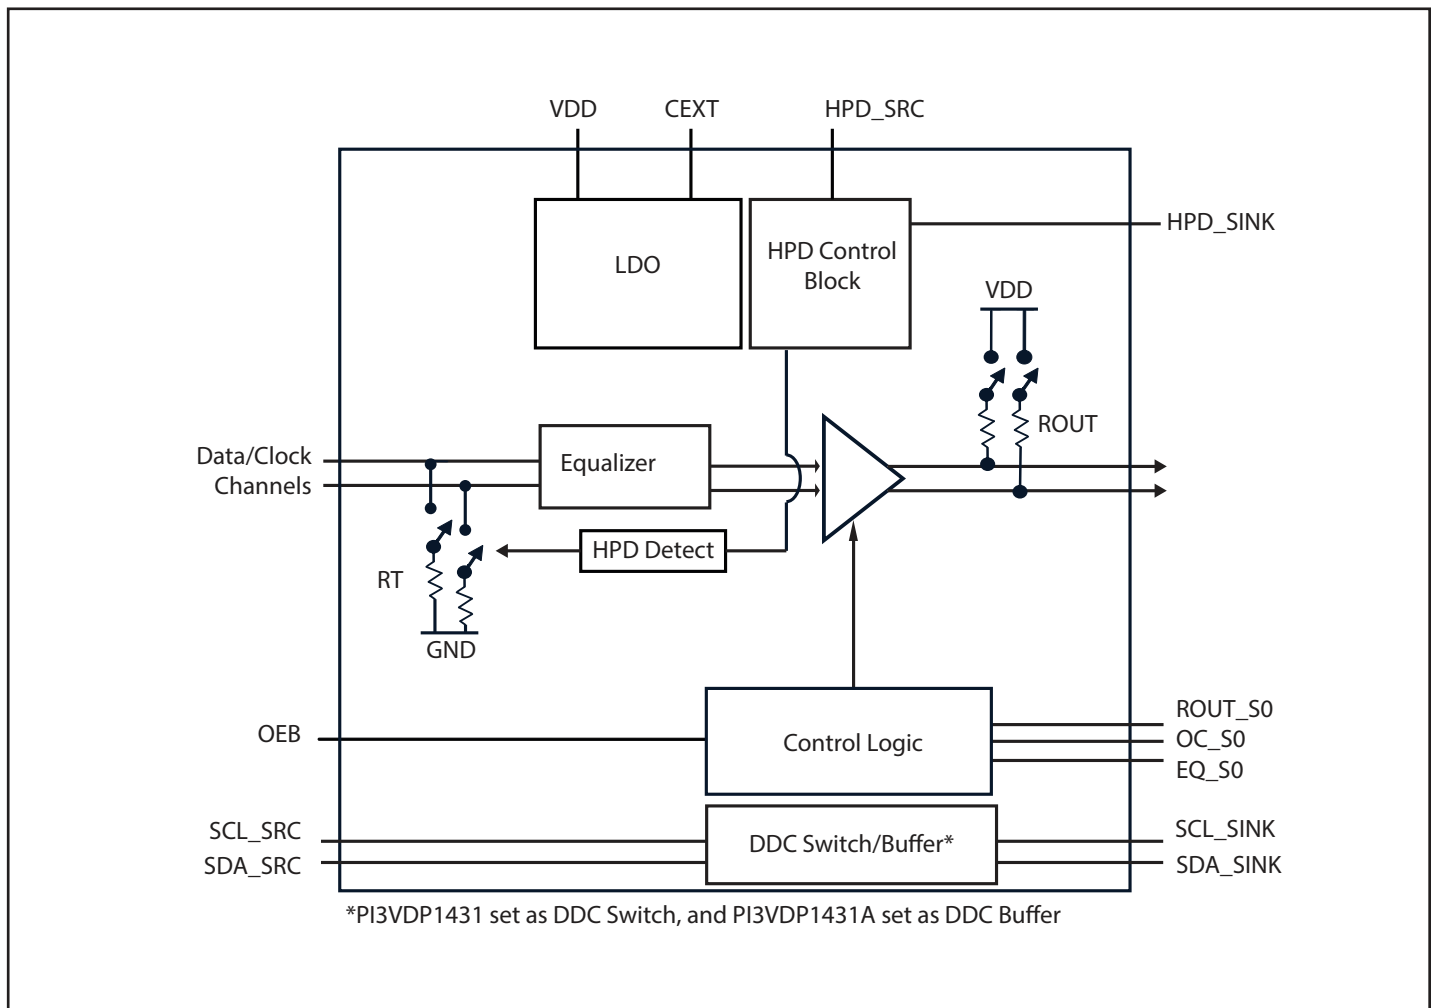 VDD
CEXT
HPD_SRC
LDO
HPD Control
Block
HPD_SINK
VDD
ROUT
Data/Clock
Channels
Equalizer
HPD Detect
RT
GND
OEB
Control Logic
ROUT_S0
OC_S0
EQ_S0
SCL_SRC
SDA_SRC
DDC Switch/Buffer*
SCL_SINK
SDA_SINK
*PI3VDP1431 set as DDC Switch, and PI3VDP1431A set as DDC Buffer